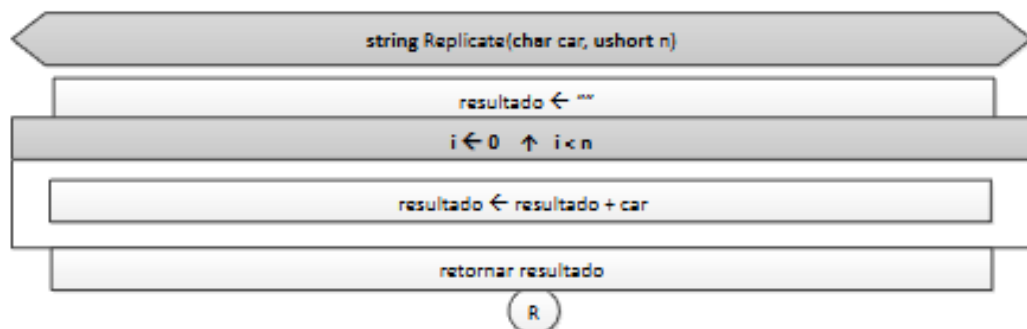 string Replicate(char car, ushort n)
resultado ← ""
i ← 0 ↑ i < n
resultado ← resultado + car
retornar resultado
R